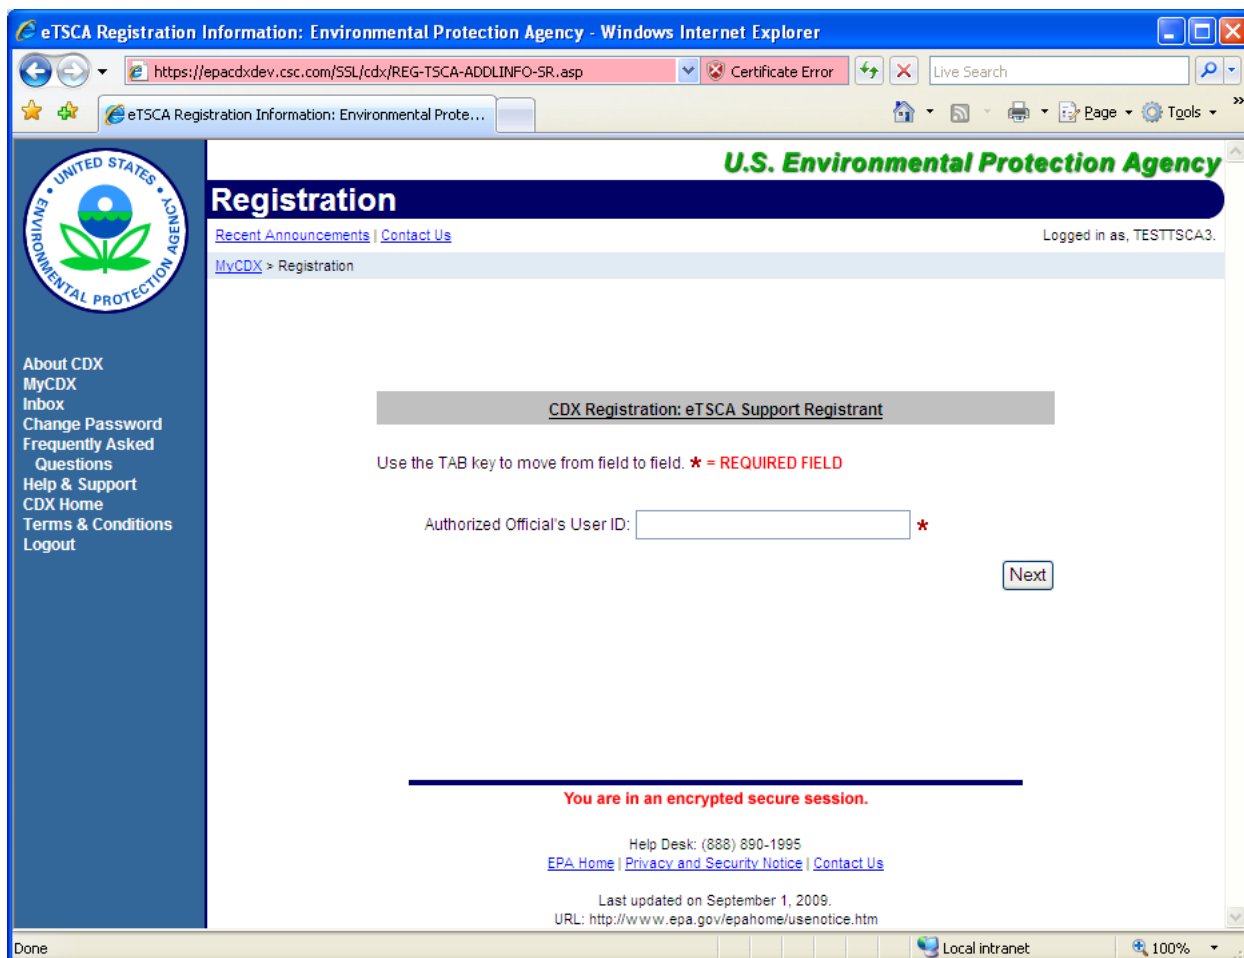 eTSCA Registration Information: Environmental Protection Agency - Windows Internet Explorer
https://epacdxdev.csc.com/SSL/cdx/REG-TSCA-ADDLINFO-SR.asp Certificate Error Live Search
eTSCA Registration Information: Environmental Prote... Page Tools »
UNITED STATES • ENVIRONMENTAL PROTECTION AGENCY •
U.S. Environmental Protection Agency
Registration
Recent Announcements | Contact Us Logged in as, TESTTSCA3.
MyCDX > Registration
About CDX
MyCDX
Inbox
Change Password
Frequently Asked
Questions
Help & Support
CDX Home
Terms & Conditions
Logout
CDX Registration: eTSCA Support Registrant
Use the TAB key to move from field to field. * = REQUIRED FIELD
Authorized Official's User ID: *
Next
You are in an encrypted secure session.
Help Desk: (888) 890-1995
EPA Home | Privacy and Security Notice | Contact Us
Last updated on September 1, 2009.
URL: http://www.epa.gov/epahome/usenotice.htm
Done Local intranet 100%